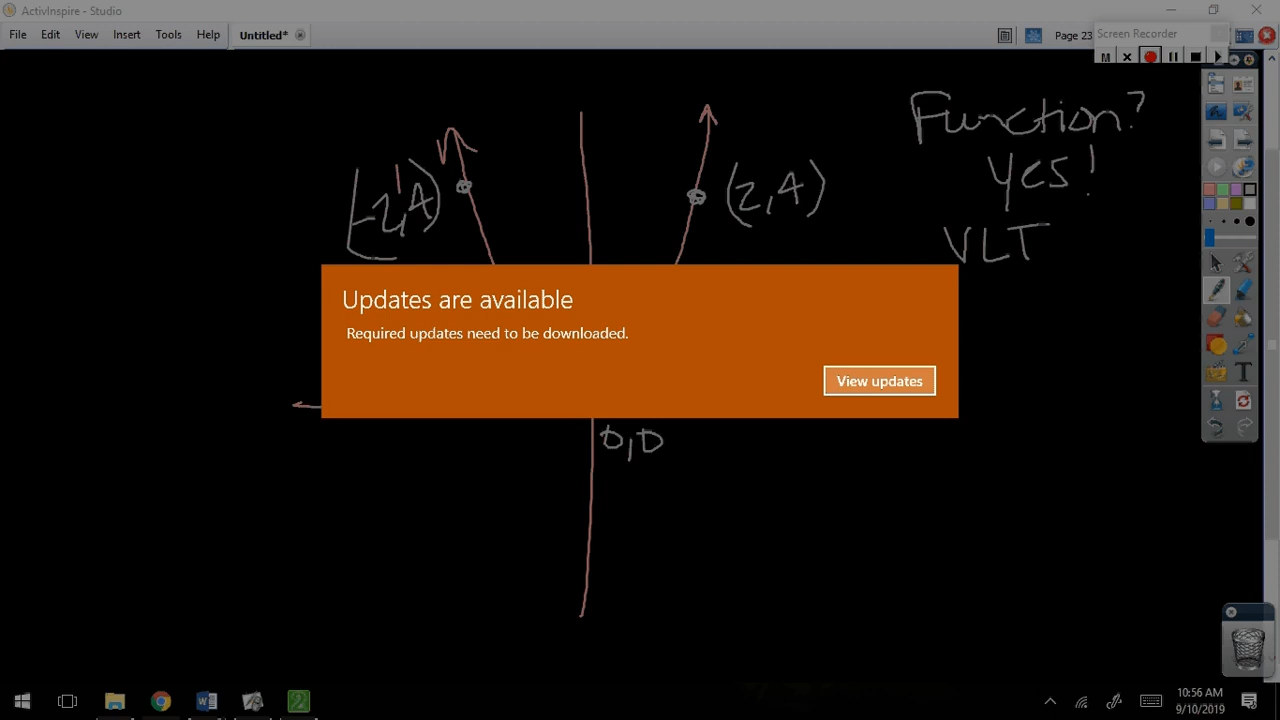 ActivInspire - Studio
File Edit View Insert Tools Help Untitled*
Page 23
Screen Recorder
Function?
Yes!
VLT
(-2,4)
(2,4)
Updates are available
Required updates need to be downloaded.
View updates
0,0
T
W
2
10:56 AM
9/10/2019